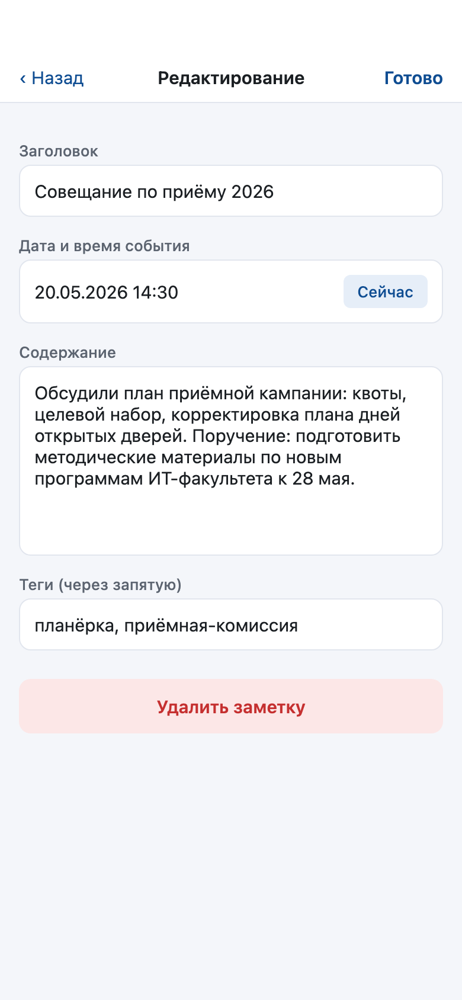 ‹ Назад
Редактирование
Готово
Заголовок
Совещание по приёму 2026
Дата и время события
20.05.2026 14:30
Сейчас
Содержание
Обсудили план приёмной кампании: квоты,
целевой набор, корректировка плана дней
открытых дверей. Поручение: подготовить
методические материалы по новым
программам ИТ-факультета к 28 мая.
Теги (через запятую)
планёрка, приёмная-комиссия
Удалить заметку